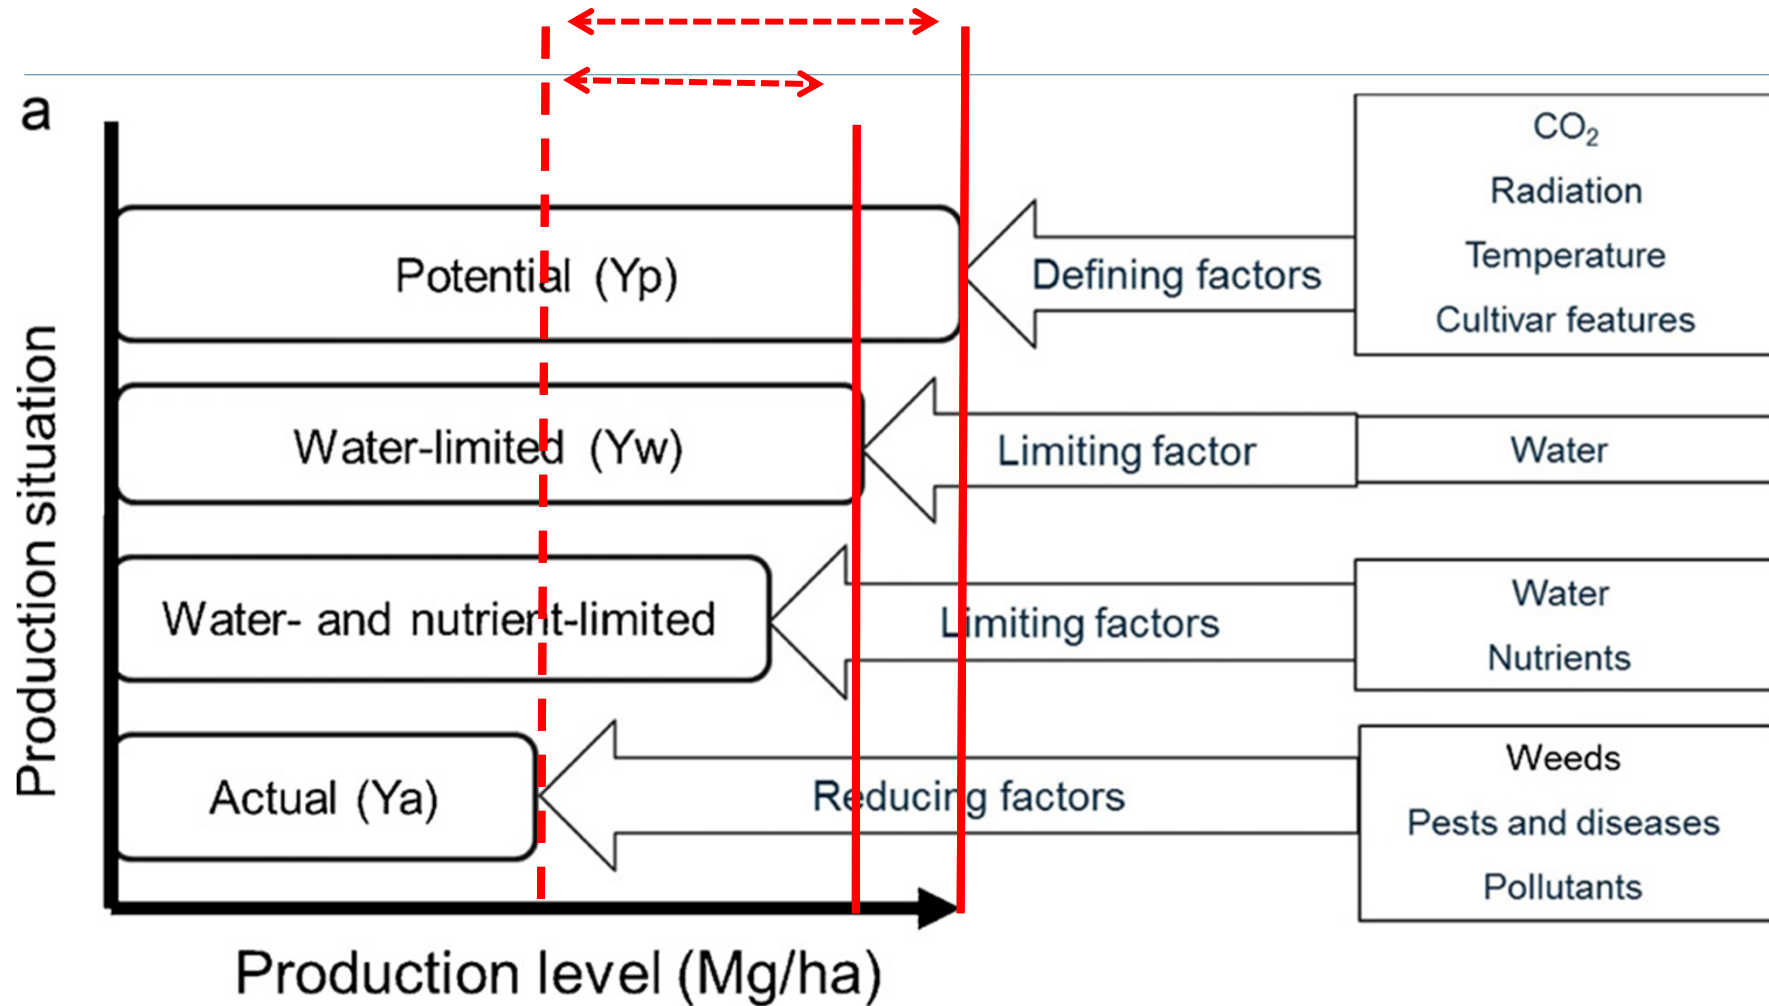 a
Production situation
Potential (Yp)
Defining factors
CO₂
Radiation
Temperature
Cultivar features
Water-limited (Yw)
Limiting factor
Water
Water- and nutrient-limited
Limiting factors
Water
Nutrients
Actual (Ya)
Reducing factors
Weeds
Pests and diseases
Pollutants
Production level (Mg/ha)